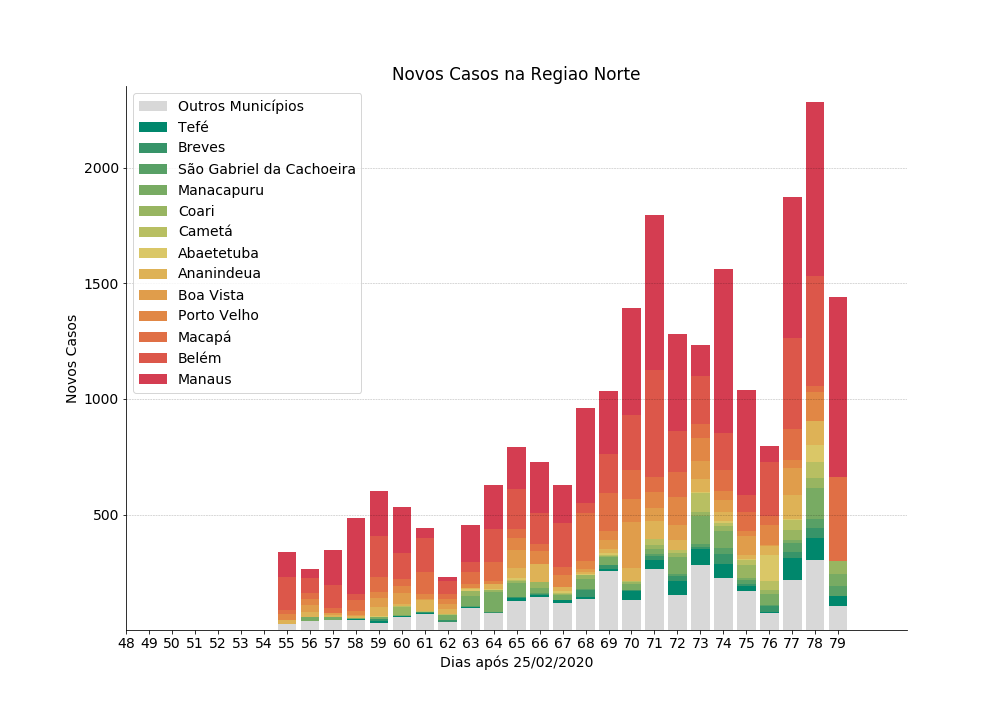 Novos Casos na Regiao Norte
Outros Municípios
Tefé
Breves
São Gabriel da Cachoeira
Manacapuru
Coari
Cametá
Abaetetuba
Ananindeua
Boa Vista
Porto Velho
Macapá
Belém
Manaus
Novos Casos
2000
1500
1000
500
48 49 50 51 52 53 54 55 56 57 58 59 60 61 62 63 64 65 66 67 68 69 70 71 72 73 74 75 76 77 78 79
Dias após 25/02/2020